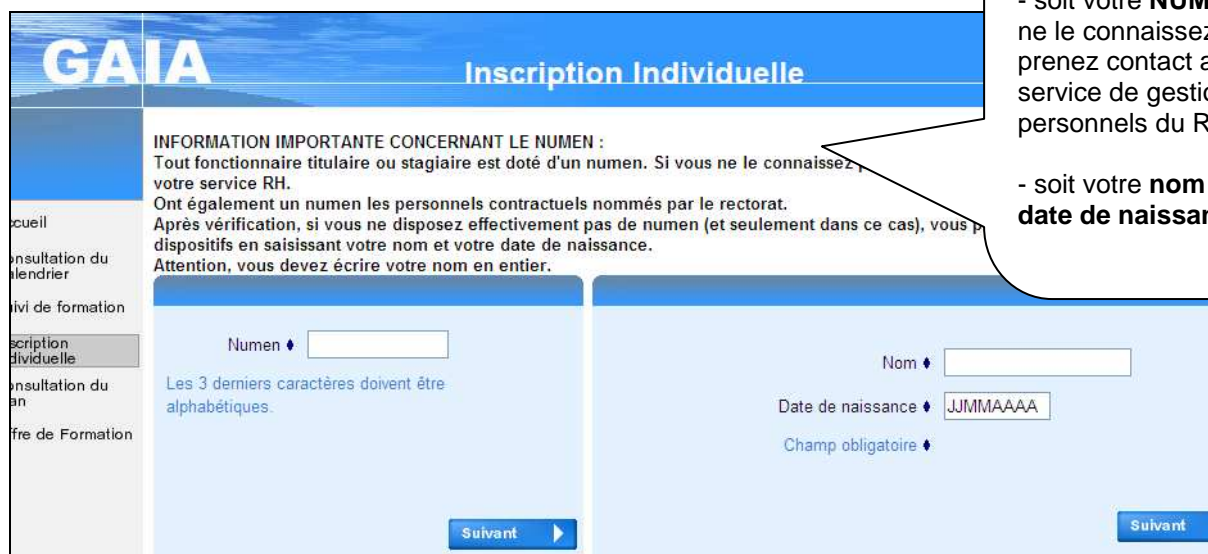 GAIA
Inscription Individuelle
- soit votre NUM
ne le connaissez
prenez contact a
service de gestio
personnels du R
- soit votre nom
date de naissan
INFORMATION IMPORTANTE CONCERNANT LE NUMEN :
Tout fonctionnaire titulaire ou stagiaire est doté d'un numen. Si vous ne le connaissez
votre service RH.
Ont également un numen les personnels contractuels nommés par le rectorat.
Après vérification, si vous ne disposez effectivement pas de numen (et seulement dans ce cas), vous p
dispositifs en saisissant votre nom et votre date de naissance.
Attention, vous devez écrire votre nom en entier.
ccueil
onsultation du
lendrier
ivi de formation
scription
dividuelle
onsultation du
an
fre de Formation
Numen
Les 3 derniers caractères doivent être
alphabétiques.
Suivant
Nom
Date de naissance JJMMAAAA
Champ obligatoire
Suivant